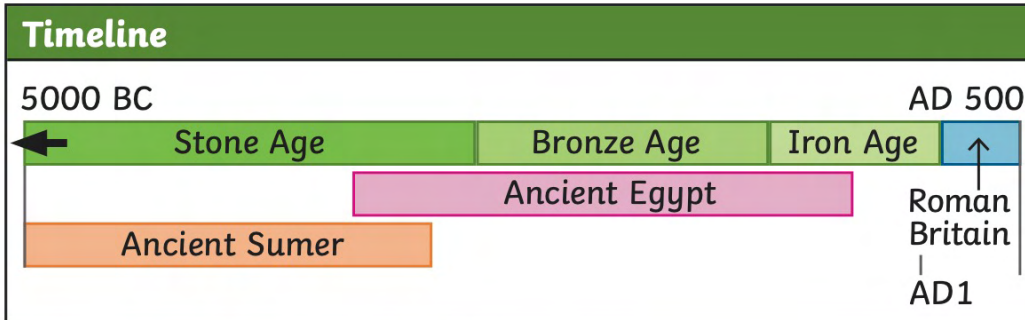 Timeline
5000 BC AD 500
Stone Age Bronze Age Iron Age
Ancient Egypt
Roman
Britain
Ancient Sumer
AD1